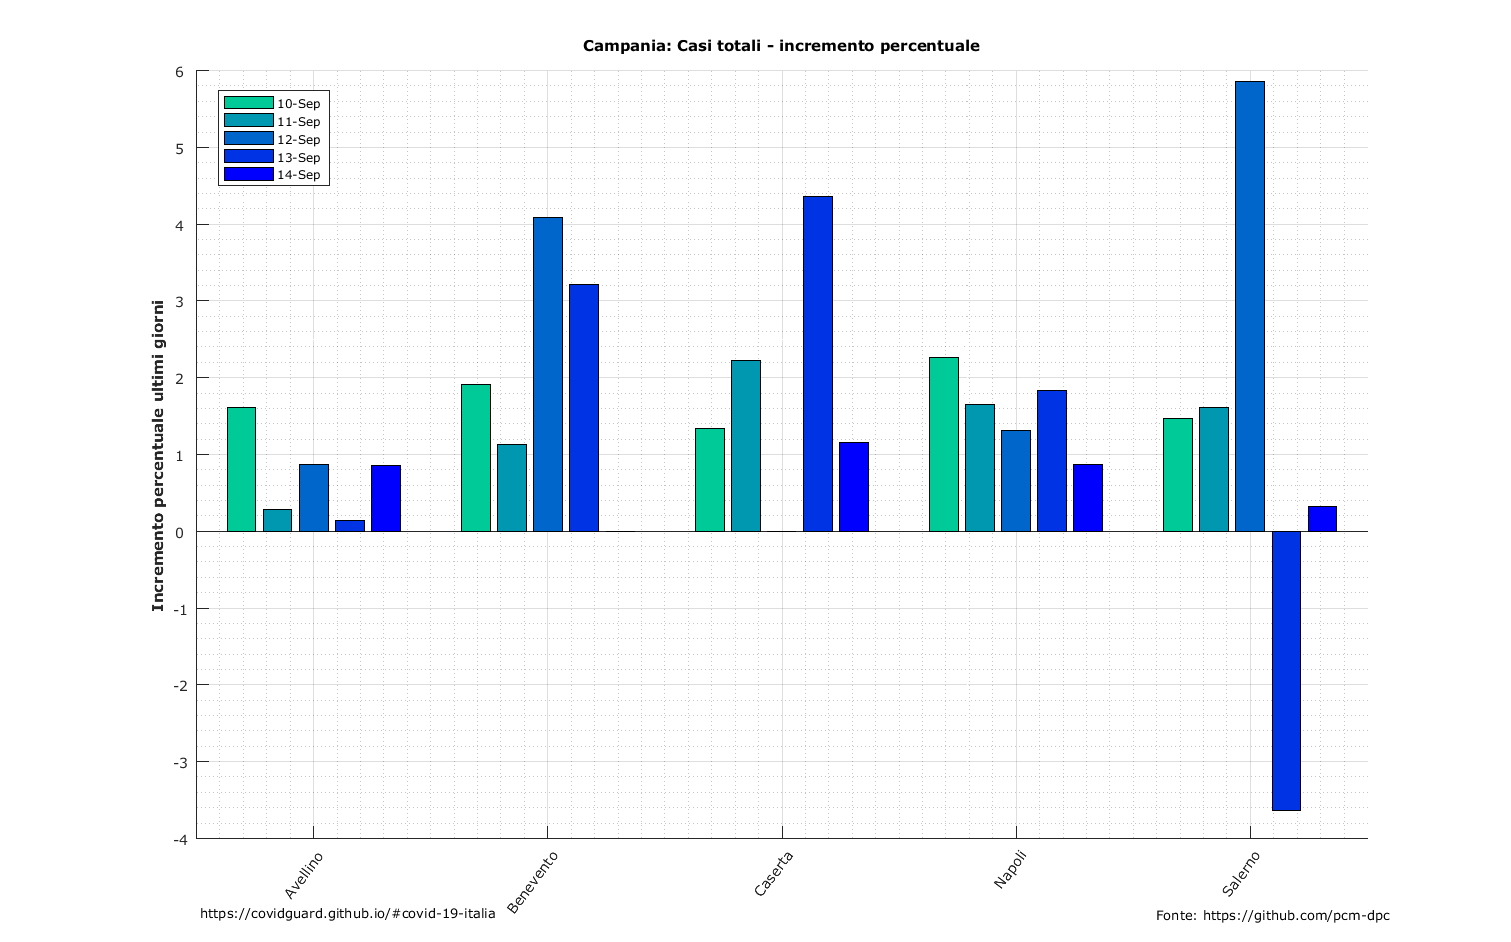 Campania: Casi totali - incremento percentuale
Incremento percentuale ultimi giorni
6
5
4
3
2
1
0
-1
-2
-3
-4
10-Sep
11-Sep
12-Sep
13-Sep
14-Sep
Avellino
Benevento
Caserta
Napoli
Salerno
https://covidguard.github.io/#covid-19-italia
Fonte: https://github.com/pcm-dpc